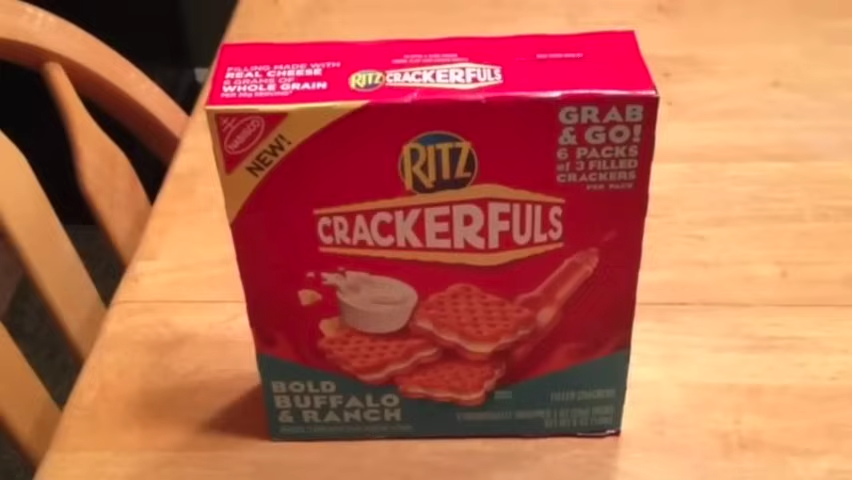 FILLING MADE WITH
REAL CHEESE
GRAMS OF
WHOLE GRAIN
RITZ CRACKERFULS
NABISCO
NEW!
GRAB
& GO!
6 PACKS
of 3 FILLED
CRACKERS
PER PACK
RITZ
CRACKERFULS
BOLD
BUFFALO
& RANCH
FILLED CRACKERS